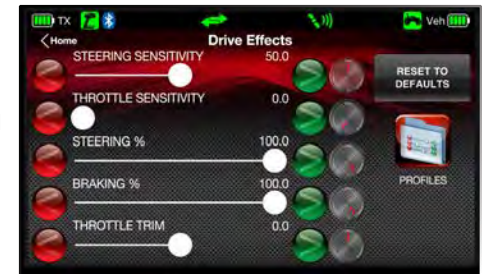 TX
Veh
Home
Drive Effects
STEERING SENSITIVITY 50.0
THROTTLE SENSITIVITY 0.0
STEERING % 100.0
BRAKING % 100.0
THROTTLE TRIM 0.0
RESET TO
DEFAULTS
PROFILES